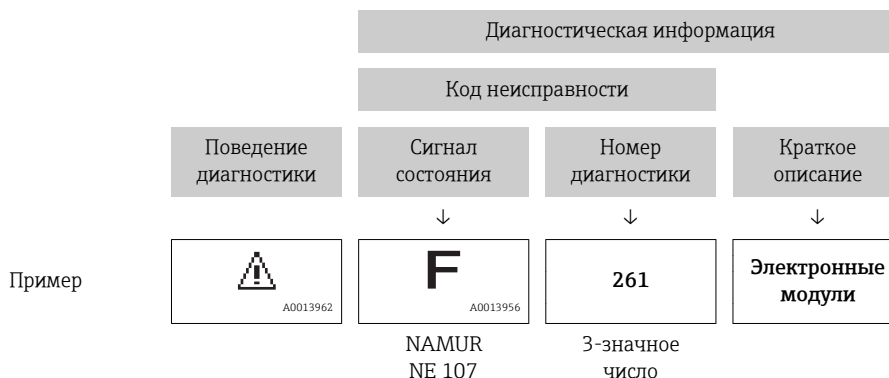 Диагностическая информация
Код неисправности
Поведение
диагностики
Сигнал
состояния
Номер
диагностики
Краткое
описание
↓ ↓ ↓
Пример
A0013962
F
A0013956
261
Электронные
модули
NAMUR
NE 107
3-значное
число